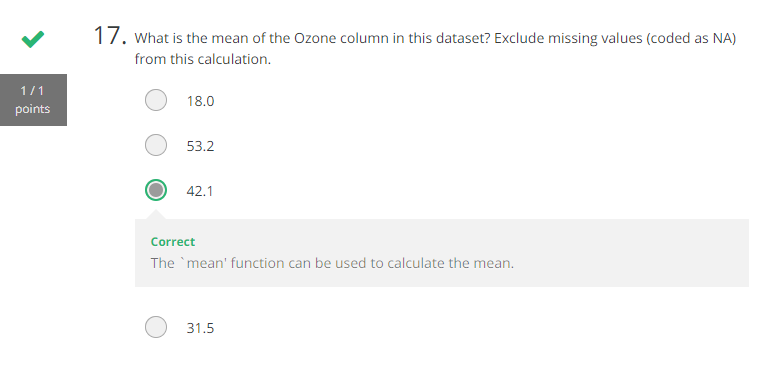 17. What is the mean of the Ozone column in this dataset? Exclude missing values (coded as NA)
from this calculation.
1 / 1
points
18.0
53.2
42.1
Correct
The `mean' function can be used to calculate the mean.
31.5